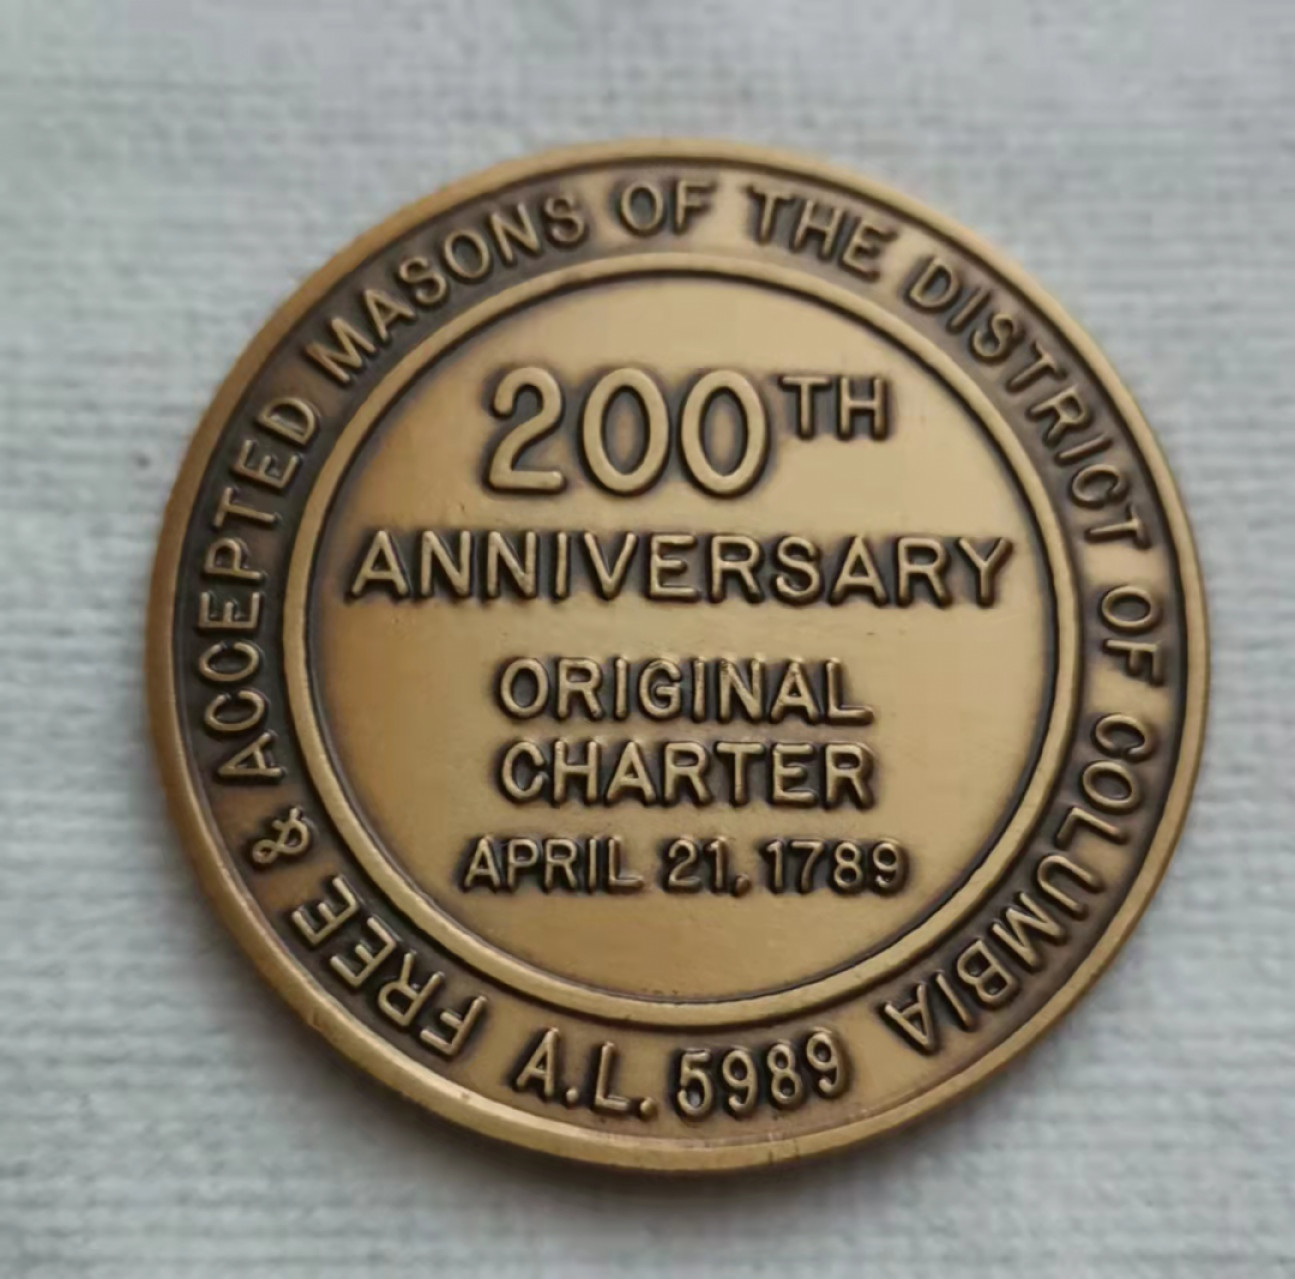 FREE & ACCEPTED MASONS OF THE DISTRICT OF COLUMBIA
200TH
ANNIVERSARY
ORIGINAL
CHARTER
APRIL 21, 1789
A.L. 5989